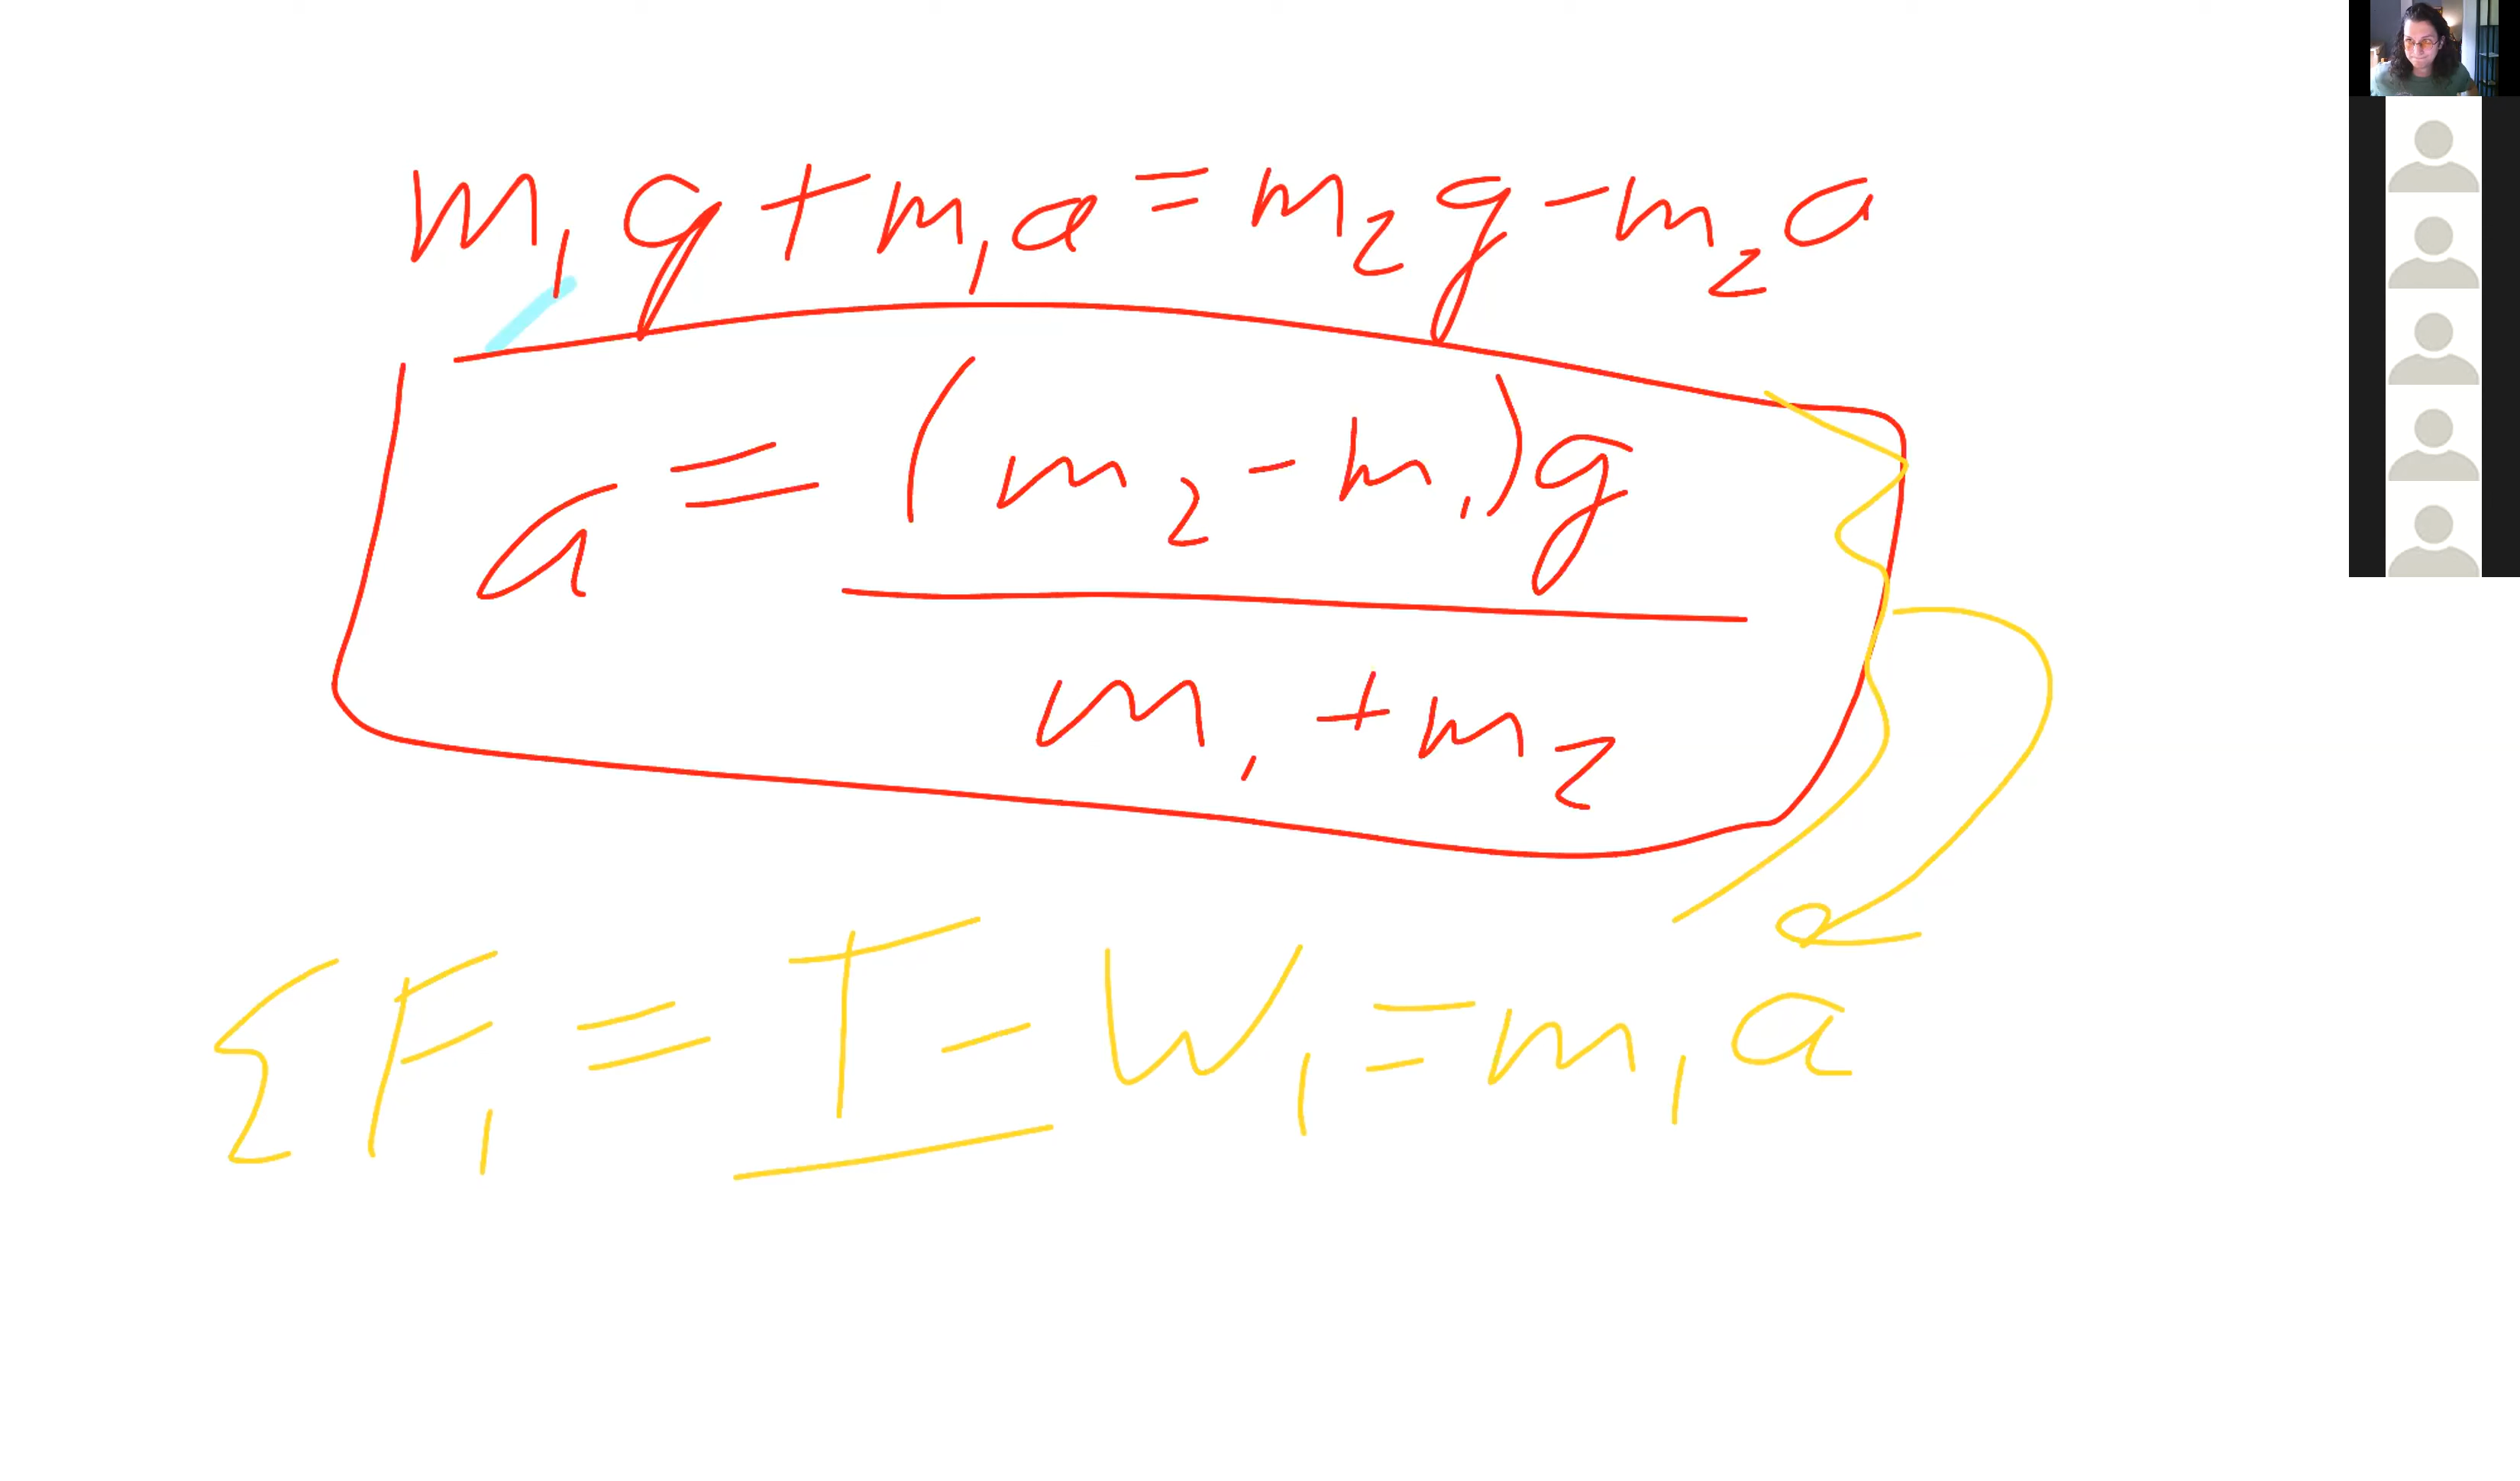 m₁g + m₁a = m₂g - m₂a
a = (m₂ - m₁)g
m₁ + m₂
ΣF₁ = T - W₁ = m₁a